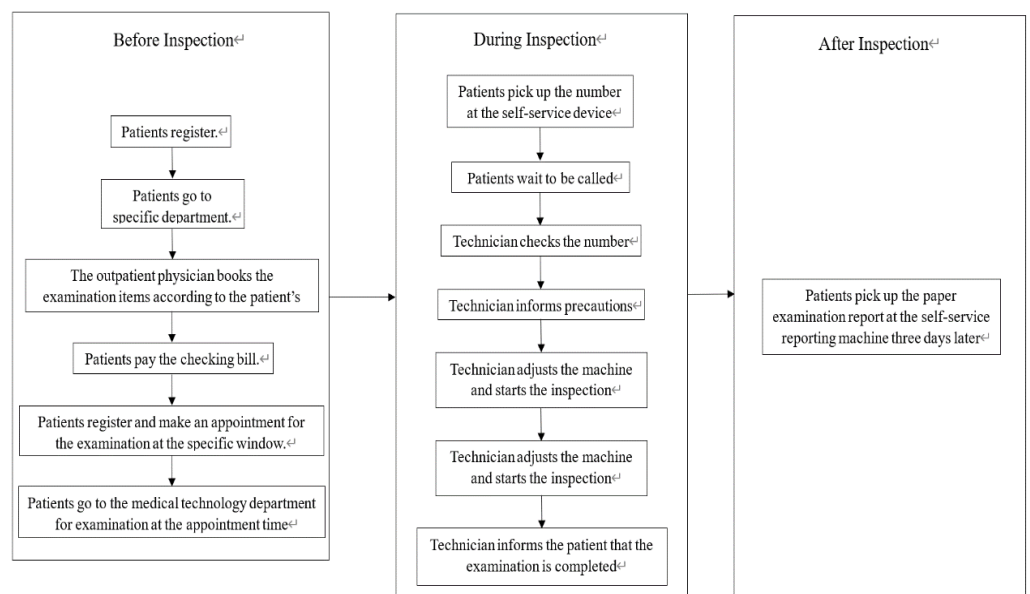 Before Inspection↵
Patients register.↵
Patients go to
specific department.↵
The outpatient physician books the
examination items according to the patient's
Patients pay the checking bill.↵
Patients register and make an appointment for
the examination at the specific window.↵
Patients go to the medical technology department
for examination at the appointment time↵
During Inspection↵
Patients pick up the number
at the self-service device↵
Patients wait to be called↵
Technician checks the number↵
Technician informs precautions↵
Technician adjusts the machine
and starts the inspection↵
Technician adjusts the machine
and starts the inspection↵
Technician informs the patient that the
examination is completed↵
After Inspection↵
Patients pick up the paper
examination report at the self-service
reporting machine three days later↵